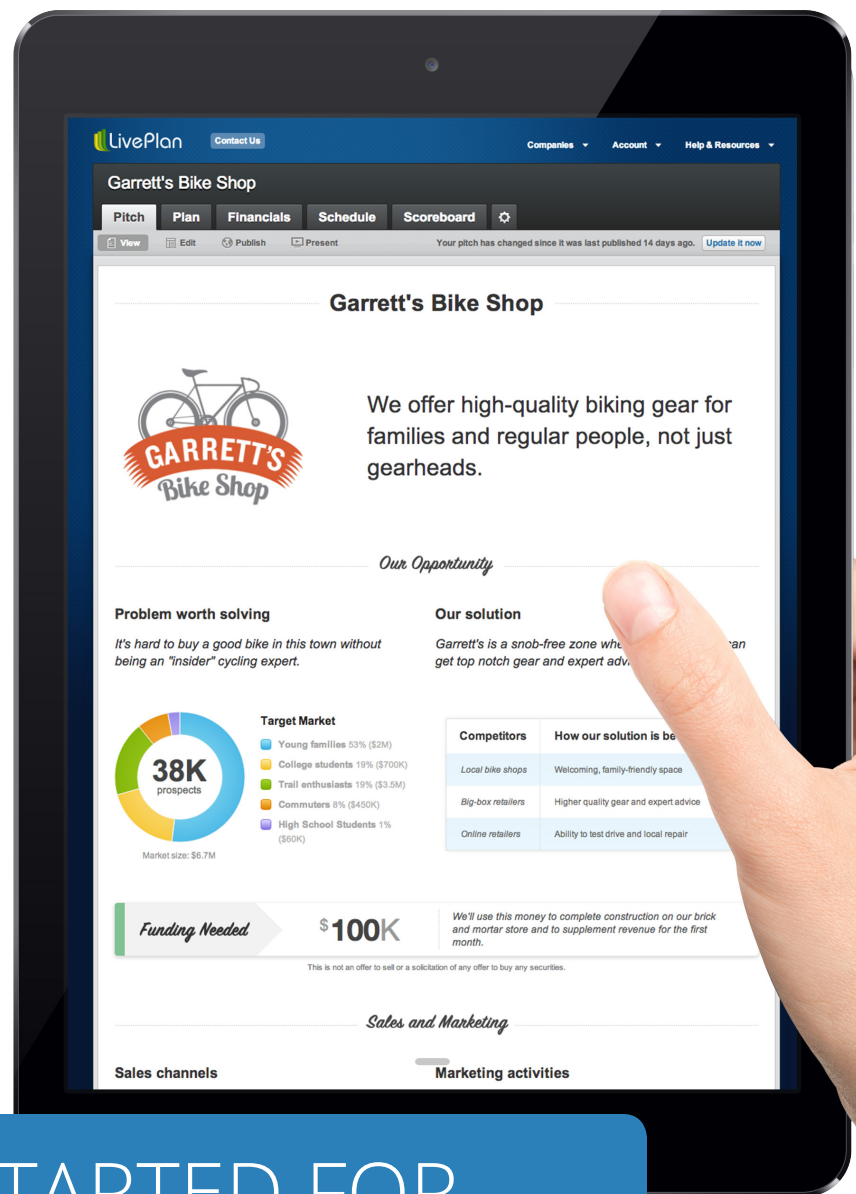 LivePlan
Contact Us
Companies
Account
Help & Resources
Garrett's Bike Shop
Pitch
Plan
Financials
Schedule
Scoreboard
View
Edit
Publish
Present
Your pitch has changed since it was last published 14 days ago.
Update it now
Garrett's Bike Shop
GARRETT'S
Bike Shop
We offer high-quality biking gear for
families and regular people, not just
gearheads.
Our Opportunity
Problem worth solving
It's hard to buy a good bike in this town without
being an "insider" cycling expert.
Our solution
Garrett's is a snob-free zone
get top notch gear and expert
38K
prospects
Market size: $6.7M
Target Market
Young families 53% ($2M)
College students 19% ($700K)
Trail enthusiasts 19% ($3.5M)
Commuters 8% ($450K)
High School Students 1%
($60K)
Competitors How our solution is
Local bike shops Welcoming, family-friendly space
Big-box retailers Higher quality gear and expert advice
Online retailers Ability to test drive and local repair
Funding Needed
$100K
We'll use this money to complete construction on our brick
and mortar store and to supplement revenue for the first
month.
This is not an offer to sell or a solicitation of any offer to buy any securities.
Sales and Marketing
Sales channels
Marketing activities
FOR